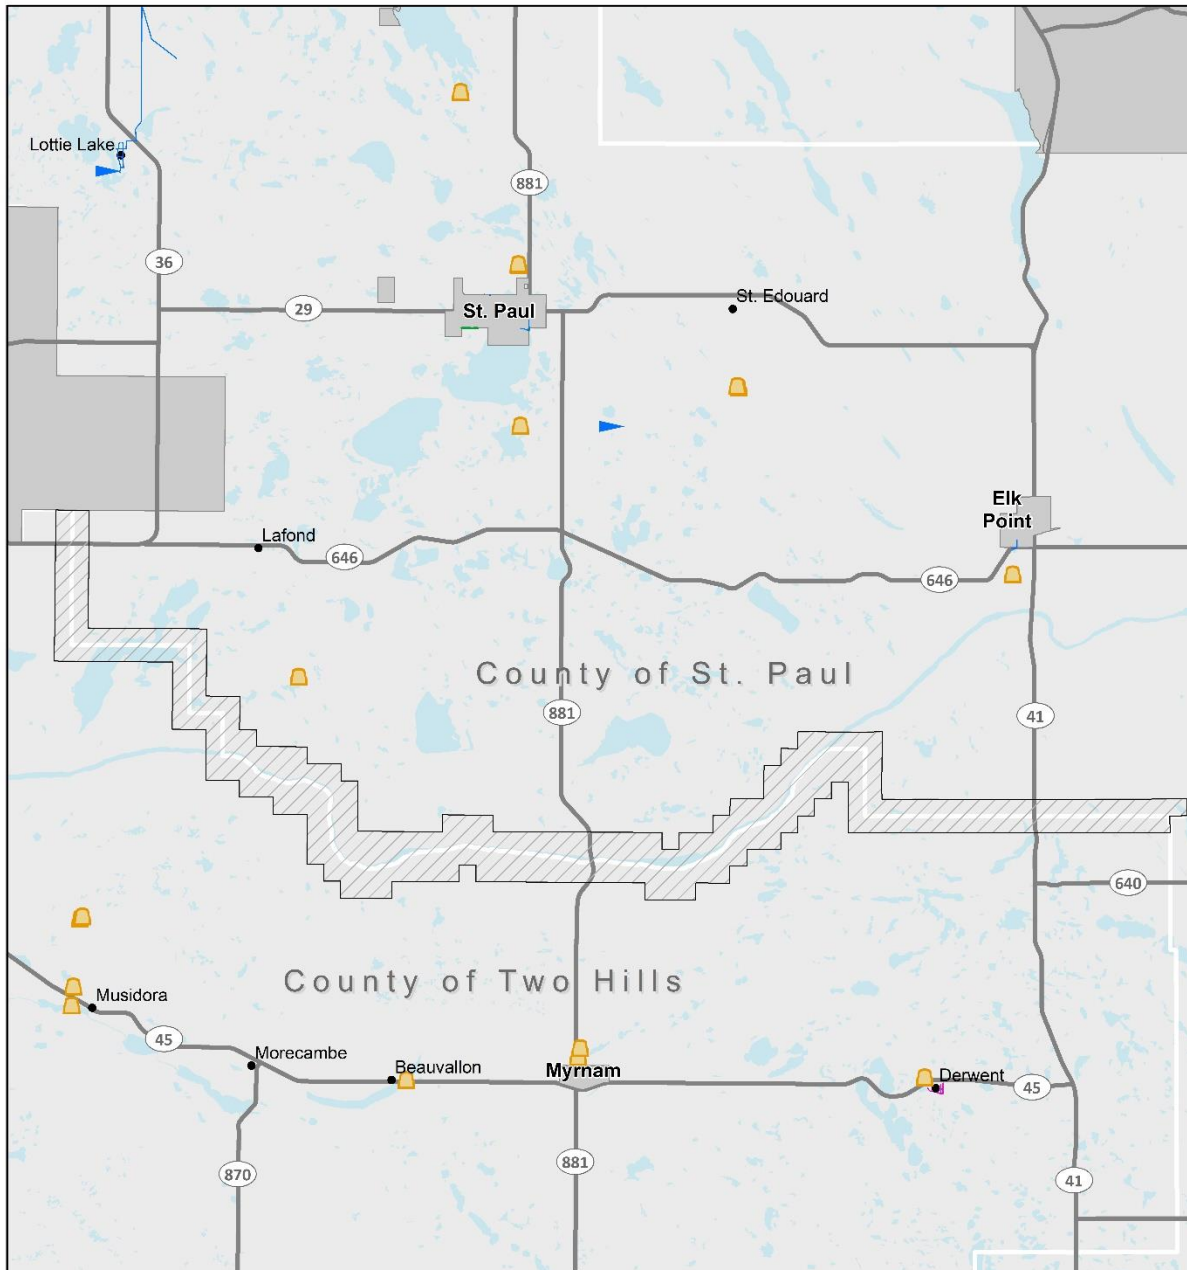 Lottie Lake
881
36
29
St. Paul
St. Edouard
Elk
Point
Lafond
646
646
County of St. Paul
881
41
640
County of Two Hills
Musidora
45
Morecambe
Beauvallon
Myrnam
Derwent
45
870
881
41